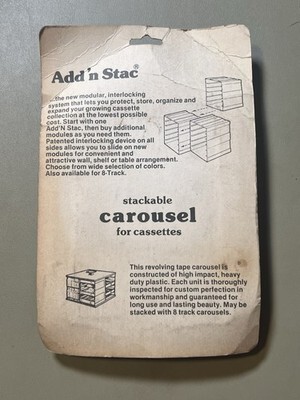 Add'n Stac®
...the new modular, interlocking
system that lets you protect, store, organize and
expand your growing cassette
collection at the lowest possible
cost. Start with one
Add'N Stac, then buy additional
modules as you need them.
Patented interlocking device on all
sides allows you to slide on new
modules for convenient and
attractive wall, shelf or table arrangement.
Choose from wide selection of colors.
Also available for 8-Track.
stackable
carousel
for cassettes
This revolving tape carousel is
constructed of high impact, heavy
duty plastic. Each unit is thoroughly
inspected for custom perfection in
workmanship and guaranteed for
long use and lasting beauty. May be
stacked with 8 track carousels.